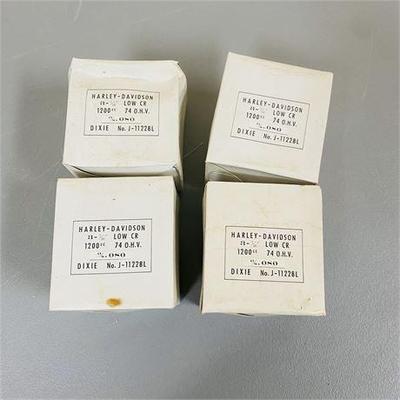 HARLEY-DAVIDSON
LOW CR
1200cc 74 O.H.V.
.080
DIXIE No. J-11228L
HARLEY-DAVIDSON
LOW CR
1200cc 74 O.H.V.
.080
DIXIE No. J-11228L
HARLEY-DAVIDSON
LOW CR
1200cc 74 O.H.V.
.080
DIXIE No. J-11228L
HARLEY-DAVIDSON
LOW CR
1200cc 74 O.H.V.
.080
DIXIE No. J-11228L